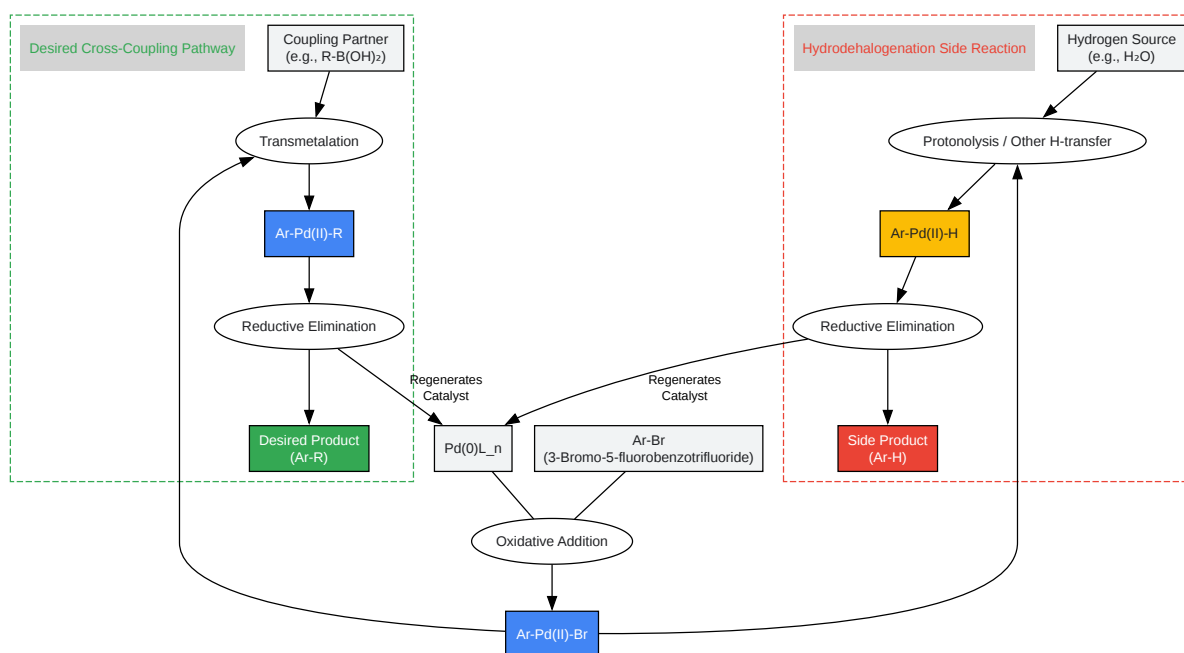 Desired Cross-Coupling Pathway
Coupling Partner
(e.g., R-B(OH)₂)
Hydrodehalogenation Side Reaction
Hydrogen Source
(e.g., H₂O)
Transmetalation
Protonolysis / Other H-transfer
Ar-Pd(II)-R
Ar-Pd(II)-H
Reductive Elimination
Reductive Elimination
Regenerates
Catalyst
Regenerates
Catalyst
Desired Product
(Ar-R)
Pd(0)L_n
Ar-Br
(3-Bromo-5-fluorobenzotrifluoride)
Side Product
(Ar-H)
Oxidative Addition
Ar-Pd(II)-Br